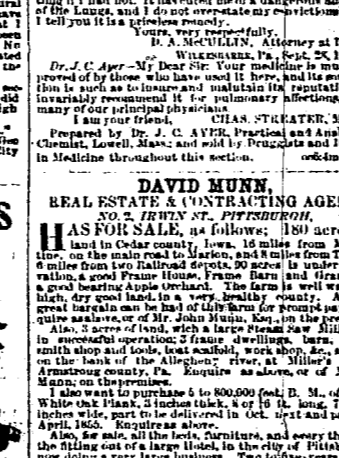 of the Lungs, and I do not overstate my convictions
I tell you it is a priceless remedy.
Yours, very respectfully,
D. A. McCULLIN, Attorney at
WILKESBARRE, Pa., Sept. 28,
Dr. J. C. Ayer—My Dear Sir: Your medicine is
proved of by those who have used it here, and its
tion is such as to insure and maintain its reputati
invariably recommend it for pulmonary affections
many of our principal physicians.
I am your friend, CHAS. STREATER,
Prepared by Dr. J. C. AYER, Practical and
Chemist, Lowell, Mass.; and sold by Druggists and
in Medicine throughout this section.
DAVID MUNN,
REAL ESTATE & CONTRACTING AGE
NO. 2, IRWIN ST., PITTSBURGH,
HAS FOR SALE, as follows: 180 acre
land in Cedar county, Iowa, 16 miles from
tine, on the main road to Marion, and 8 miles from
6 miles from two Railroad depots, 90 acres is under
vation, a good Frame House, Frame Barn and
a good bearing Apple Orchard. The farm is well
high, dry good land, in a very healthy county. A
great bargain can be had of this farm for prompt
quire as above, or of Mr. John Munn, Esq., on the
Also, 3 acres of land, with a large Steam Saw Mill
in successful operation; 3 frame dwellings, barn,
smith shop and tools, boat scaffold, work shop, &c.,
on the bank of the Allegheny river, at Miller's
Armstrong county, Pa. Enquire as above, or of
Munn; on the premises.
I also want to purchase 5 to 800,000 feet, B. M., of
White Oak Plank, 3 inches thick, 8 or 16 ft. long,
inches wide, part to be delivered in Oct. next and
April, 1855. Enquire as above.
Also, for sale, all the beds, furniture, and every
the fitting out of a large Hotel, in the city of Pittsb